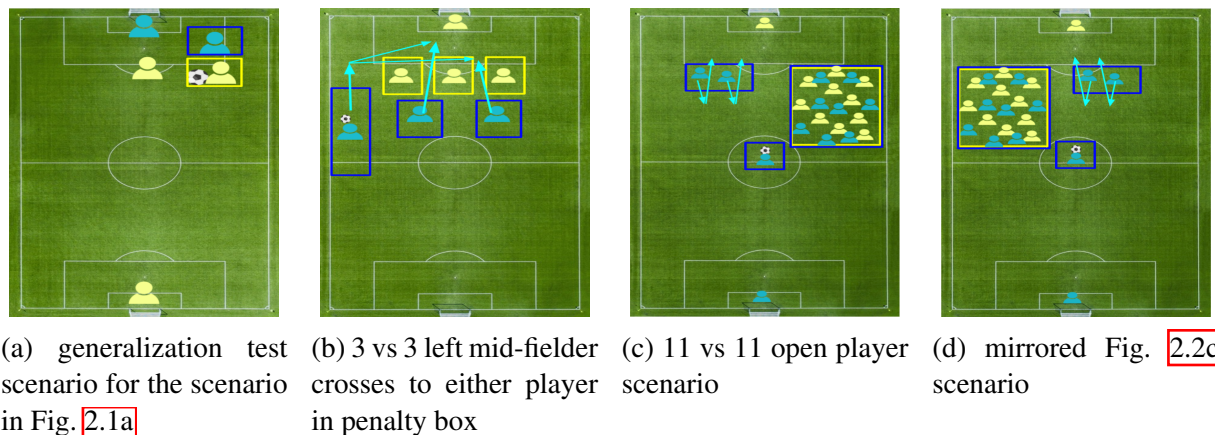 (a) generalization test
scenario for the scenario
in Fig. 2.1a
(b) 3 vs 3 left mid-fielder
crosses to either player
in penalty box
(c) 11 vs 11 open player
scenario
(d) mirrored Fig. 2.2c
scenario